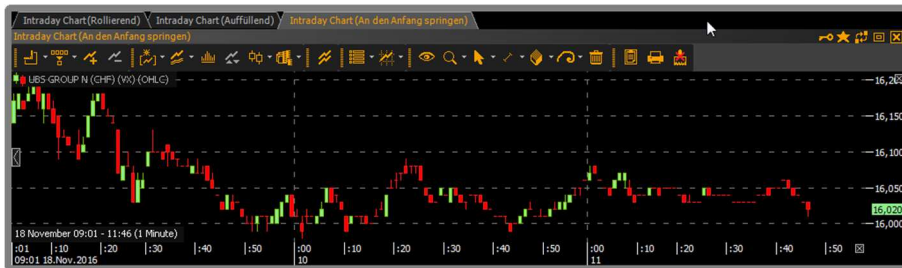 Intraday Chart (Rollierend) Intraday Chart (Auffüllend) Intraday Chart (An den Anfang springen)
Intraday Chart (An den Anfang springen)
UBS GROUP N (CHF) (VX) (OHLC)
16,150
16,100
16,050
16,020
16,000
18 November 09:01 - 11:46 (1 Minute)
:01 :10 :20 :30 :40 :50 :00 :10 :20 :30 :40 :50 :00 :10 :20 :30 :40 :50
09:01 18.Nov.2016 10 11